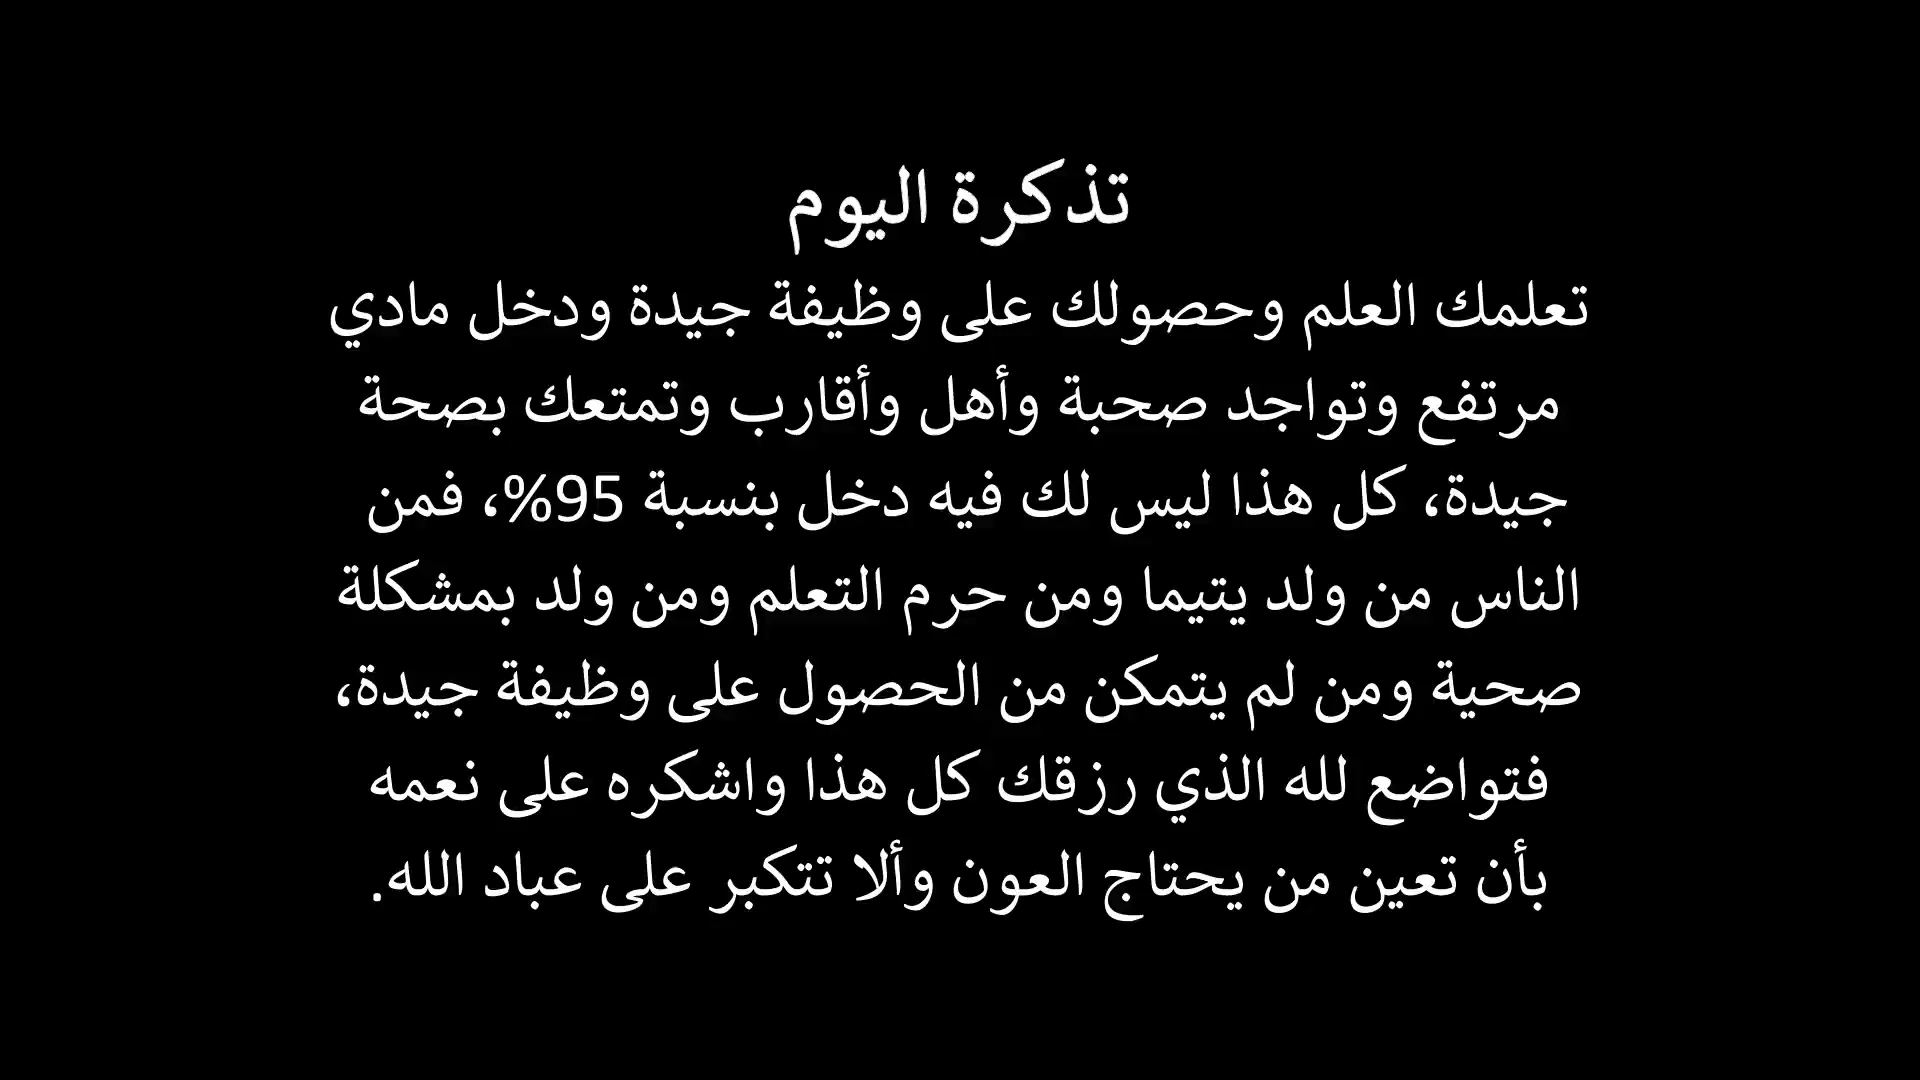 تذكرة اليوم
تعلمك العلم وحصولك على وظيفة جيدة ودخل مادي
مرتفع وتواجد صحبة وأهل وأقارب وتمتعك بصحة
جيدة، كل هذا ليس لك فيه دخل بنسبة 95%، فمن
الناس من ولد يتيما ومن حرم التعلم ومن ولد بمشكلة
صحية ومن لم يتمكن من الحصول على وظيفة جيدة،
فتواضع لله الذي رزقك كل هذا واشكره على نعمه
بأن تعين من يحتاج العون وألا تتكبر على عباد الله.